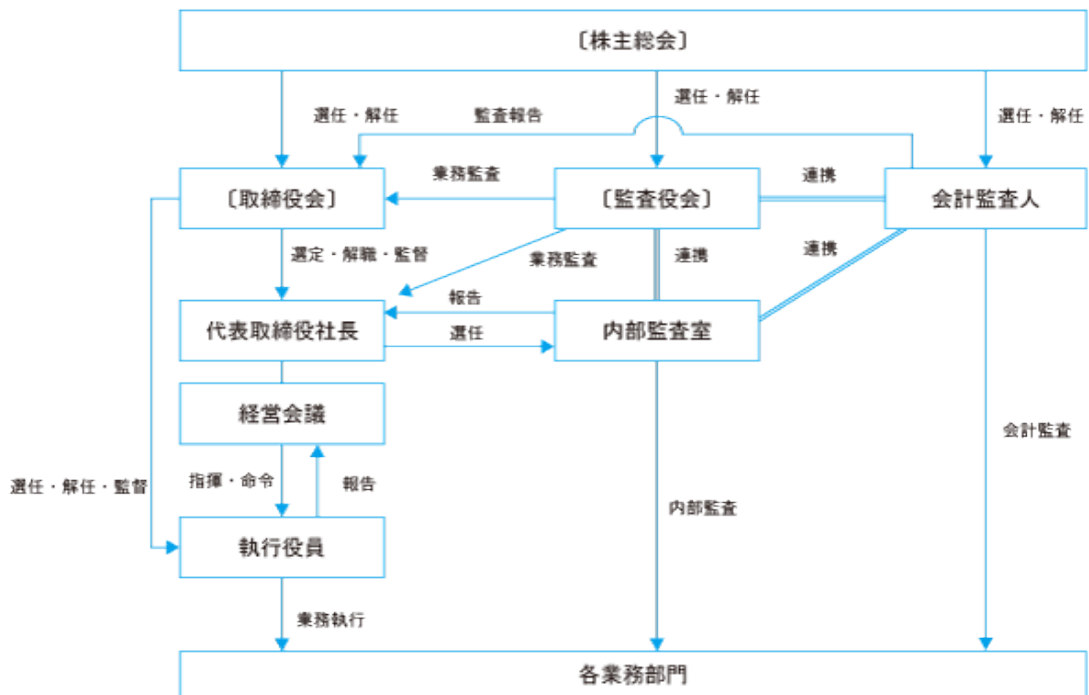 〔株主総会〕
選任・解任
監査報告
選任・解任
選任・解任
〔取締役会〕
業務監査
〔監査役会〕
連携
会計監査人
選定・解職・監督
業務監査
連携
連携
報告
代表取締役社長
選任
内部監査室
経営会議
会計監査
選任・解任・監督
指揮・命令
報告
内部監査
執行役員
業務執行
各業務部門